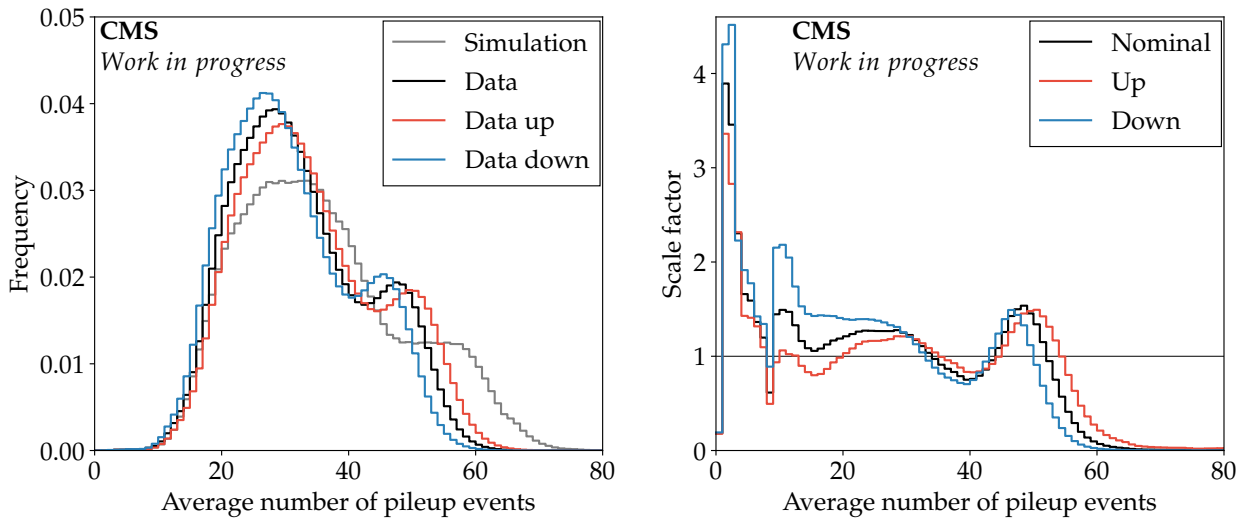 CMS
Work in progress
Simulation
Data
Data up
Data down
0.05
0.04
0.03
0.02
0.01
0.00
Frequency
0
20
40
60
80
Average number of pileup events
CMS
Work in progress
Nominal
Up
Down
4
3
2
1
0
Scale factor
0
20
40
60
80
Average number of pileup events